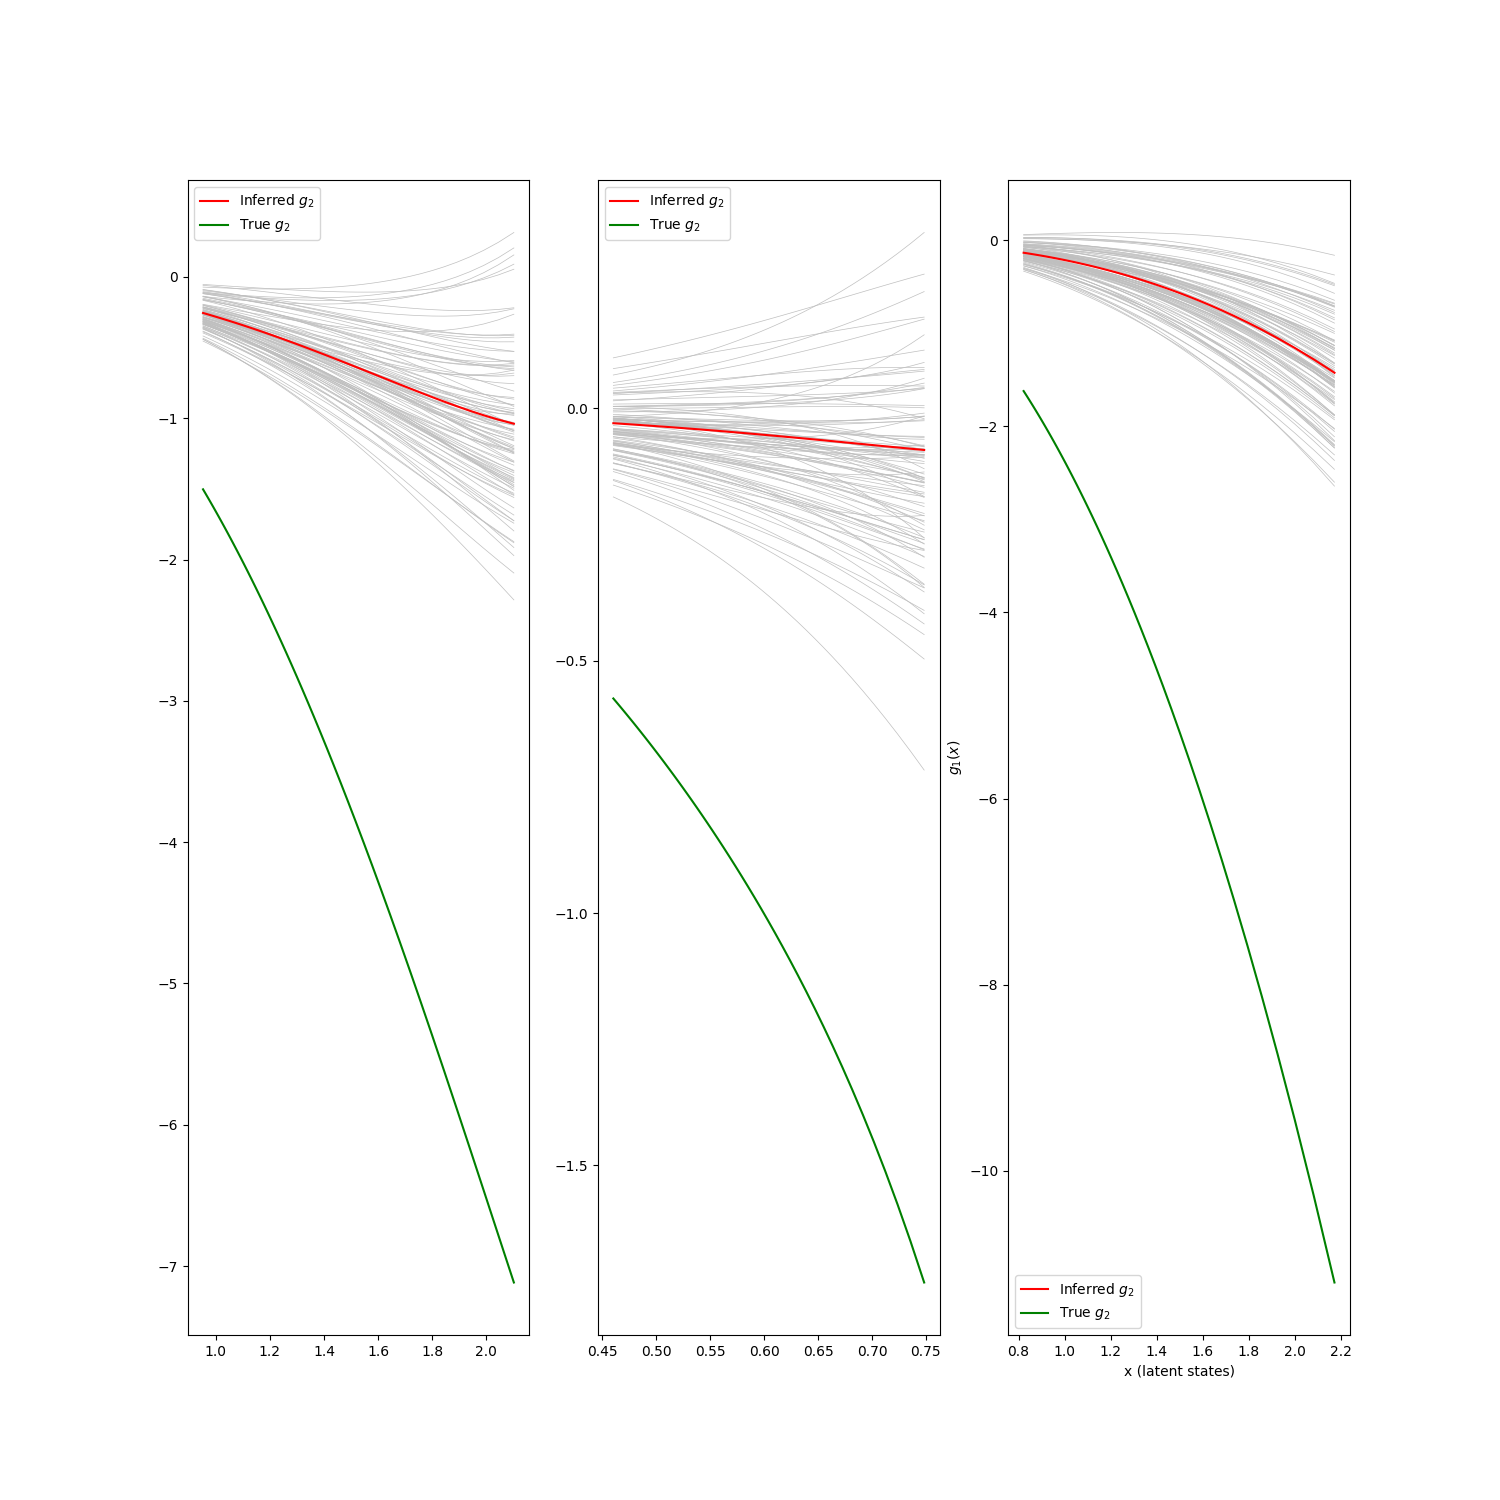 Inferred g₂
True g₂
0
−1
−2
−3
−4
−5
−6
−7
1.0 1.2 1.4 1.6 1.8 2.0
Inferred g₂
True g₂
0.0
−0.5
−1.0
−1.5
0.45 0.50 0.55 0.60 0.65 0.70 0.75
g₁(x)
0
−2
−4
−6
−8
−10
Inferred g₂
True g₂
0.8 1.0 1.2 1.4 1.6 1.8 2.0 2.2
x (latent states)